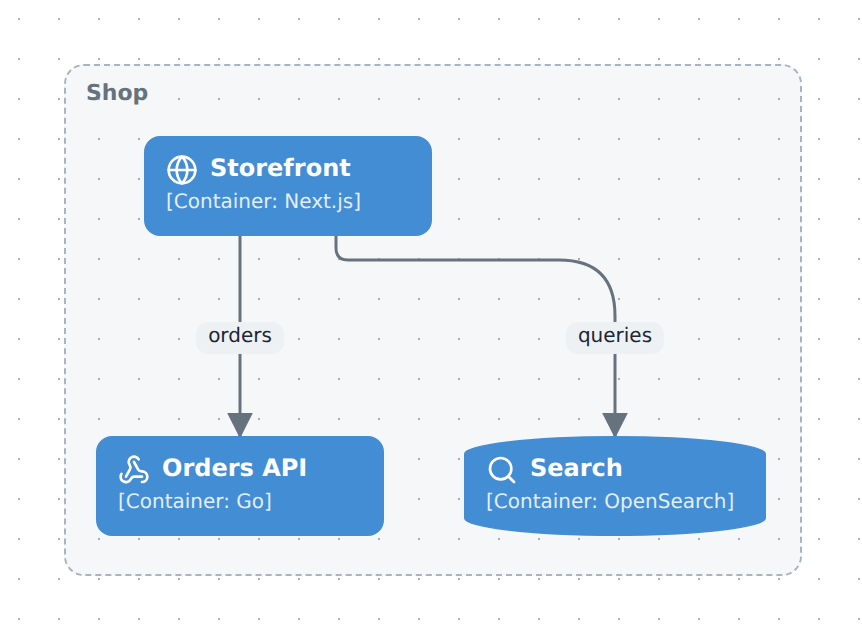 Shop
Storefront
[Container: Next.js]
orders
queries
Orders API
[Container: Go]
Search
[Container: OpenSearch]